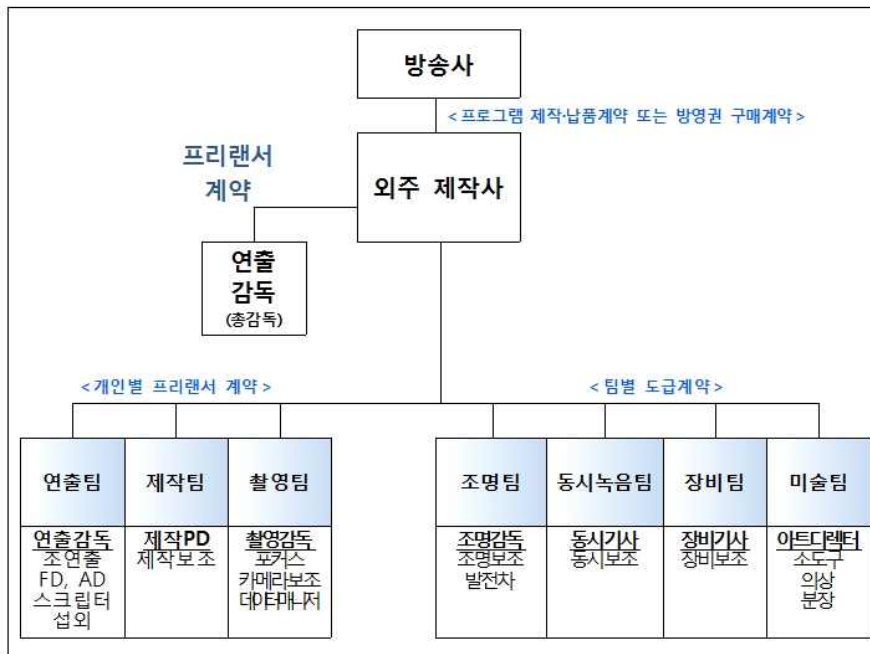 방송사
<프로그램 제작·납품계약 또는 방영권 구매계약>
프리랜서
계약
외주 제작사
연출
감독
(총감독)
<개인별 프리랜서 계약>
<팀별 도급계약>
연출팀
제작팀
촬영팀
조명팀
동시녹음팀
장비팀
미술팀
연출감독
조연출
FD, AD
스크립터
섭외
제작PD
제작보조
촬영감독
포커스
카메라보조
데이터매니저
조명감독
조명보조
발전차
동시기사
동시보조
장비기사
장비보조
아트디렉터
소도구
의상
분장